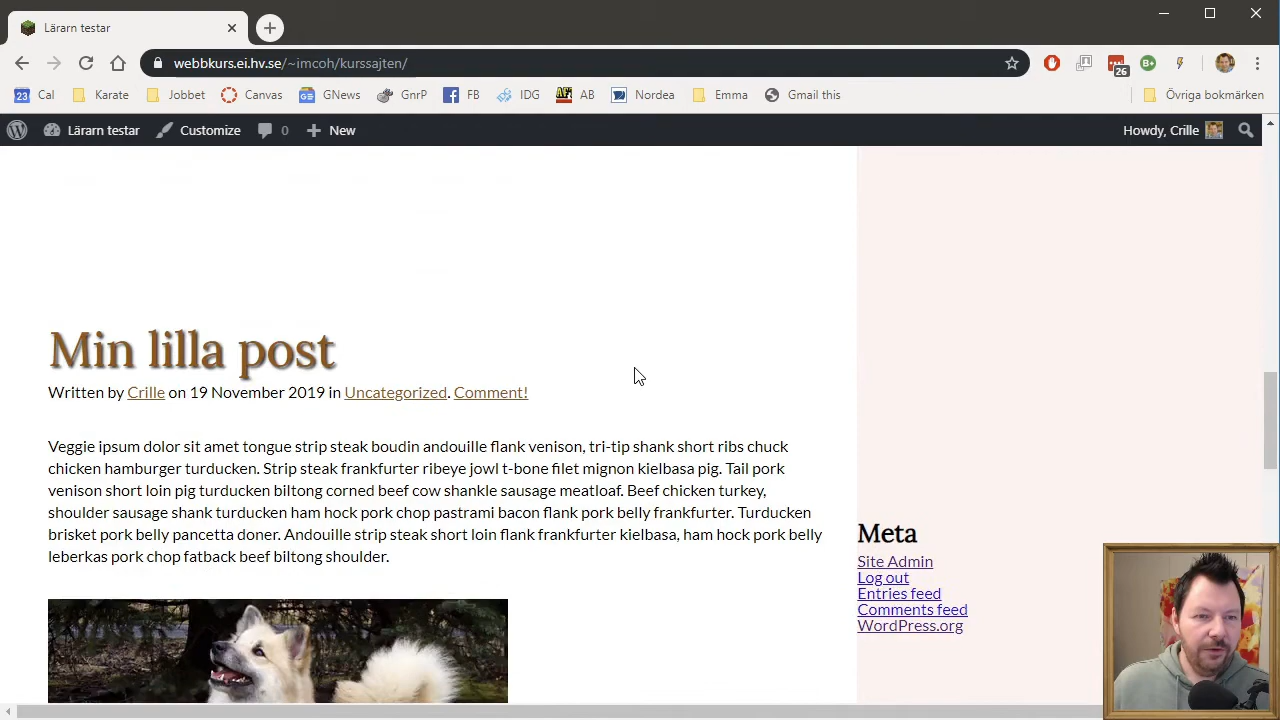 Lärarn testar
webbkurs.ei.hv.se/~imcoh/kurssajten/
26
23 Cal
Karate
Jobbet
Canvas
GNews
GnrP
FB
IDG
AB
Nordea
Emma
Gmail this
Övriga bokmärken
Lärarn testar
Customize
0
New
Howdy, Crille
Min lilla post
Written by Crille on 19 November 2019 in Uncategorized. Comment!
Veggie ipsum dolor sit amet tongue strip steak boudin andouille flank venison, tri-tip shank short ribs chuck
chicken hamburger turducken. Strip steak frankfurter ribeye jowl t-bone filet mignon kielbasa pig. Tail pork
venison short loin pig turducken biltong corned beef cow shankle sausage meatloaf. Beef chicken turkey,
shoulder sausage shank turducken ham hock pork chop pastrami bacon flank pork belly frankfurter. Turducken
brisket pork belly pancetta doner. Andouille strip steak short loin flank frankfurter kielbasa, ham hock pork belly
leberkas pork chop fatback beef biltong shoulder.
Meta
Site Admin
Log out
Entries feed
Comments feed
WordPress.org